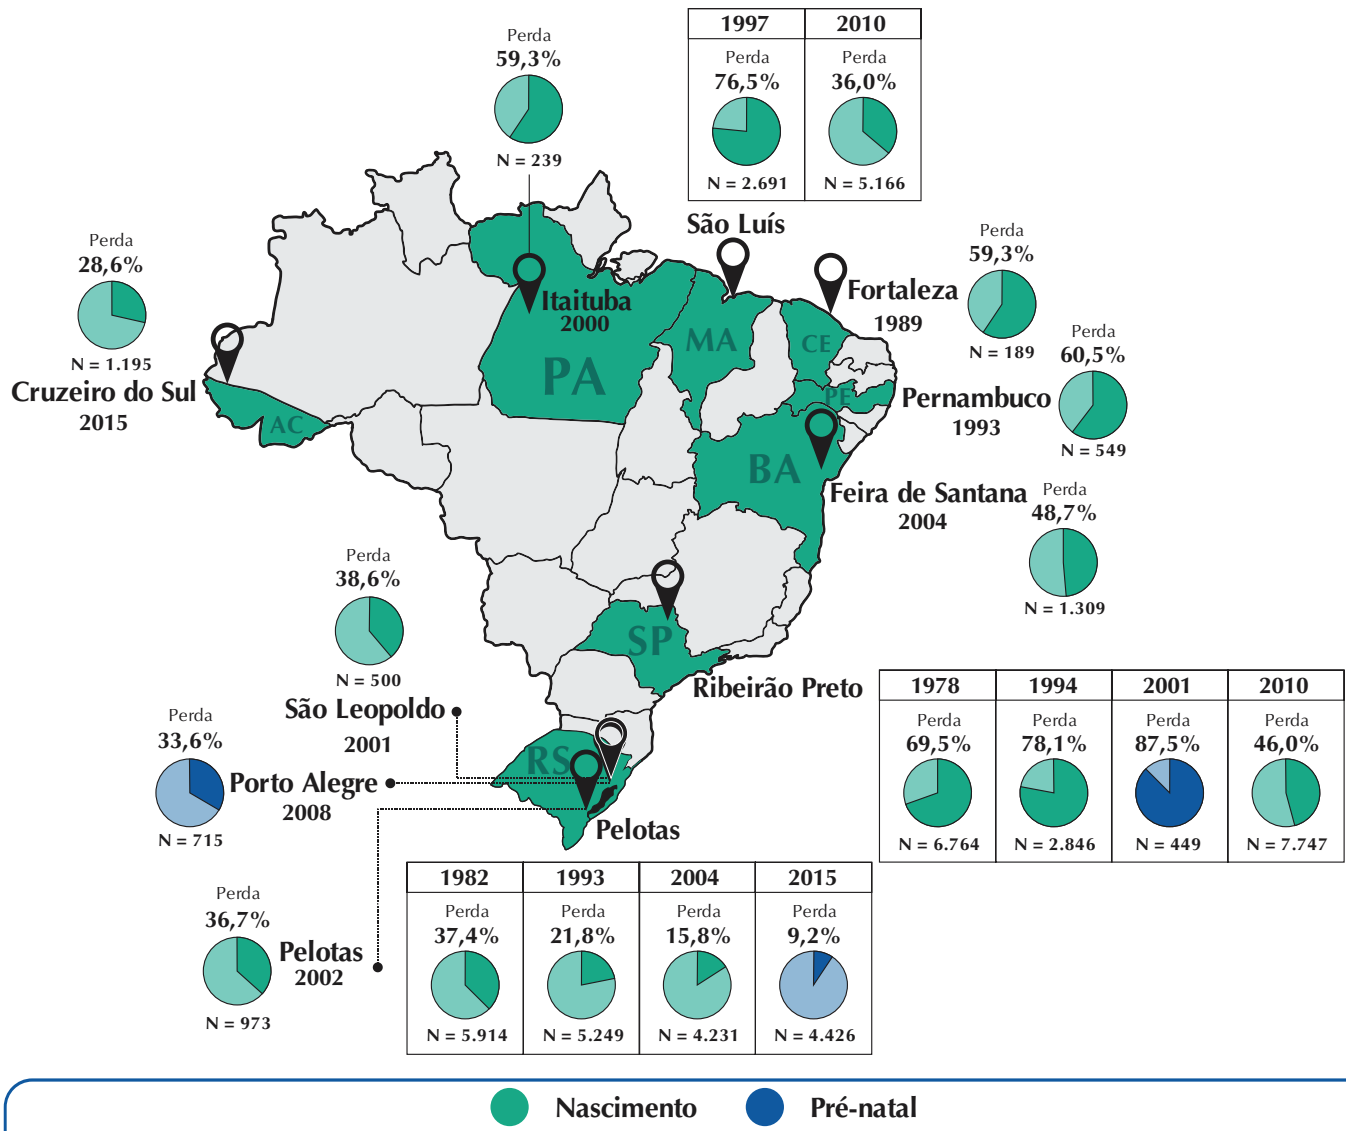 Perda
59,3%
N = 239
1997
2010
Perda
76,5%
N = 2.691
Perda
36,0%
N = 5.166
São Luís
Perda
28,6%
N = 1.195
Cruzeiro do Sul
2015
AC
Itaituba
2000
PA
MA
CE
Fortaleza
1989
Perda
59,3%
N = 189
PE
Pernambuco
1993
Perda
60,5%
N = 549
BA
Feira de Santana
2004
Perda
48,7%
N = 1.309
Perda
38,6%
N = 500
São Leopoldo
2001
SP
Ribeirão Preto
1978
1994
2001
2010
Perda
69,5%
N = 6.764
Perda
78,1%
N = 2.846
Perda
87,5%
N = 449
Perda
46,0%
N = 7.747
Perda
33,6%
N = 715
Porto Alegre
2008
RS
Pelotas
Perda
36,7%
N = 973
Pelotas
2002
1982
1993
2004
2015
Perda
37,4%
N = 5.914
Perda
21,8%
N = 5.249
Perda
15,8%
N = 4.231
Perda
9,2%
N = 4.426
Nascimento
Pré-natal